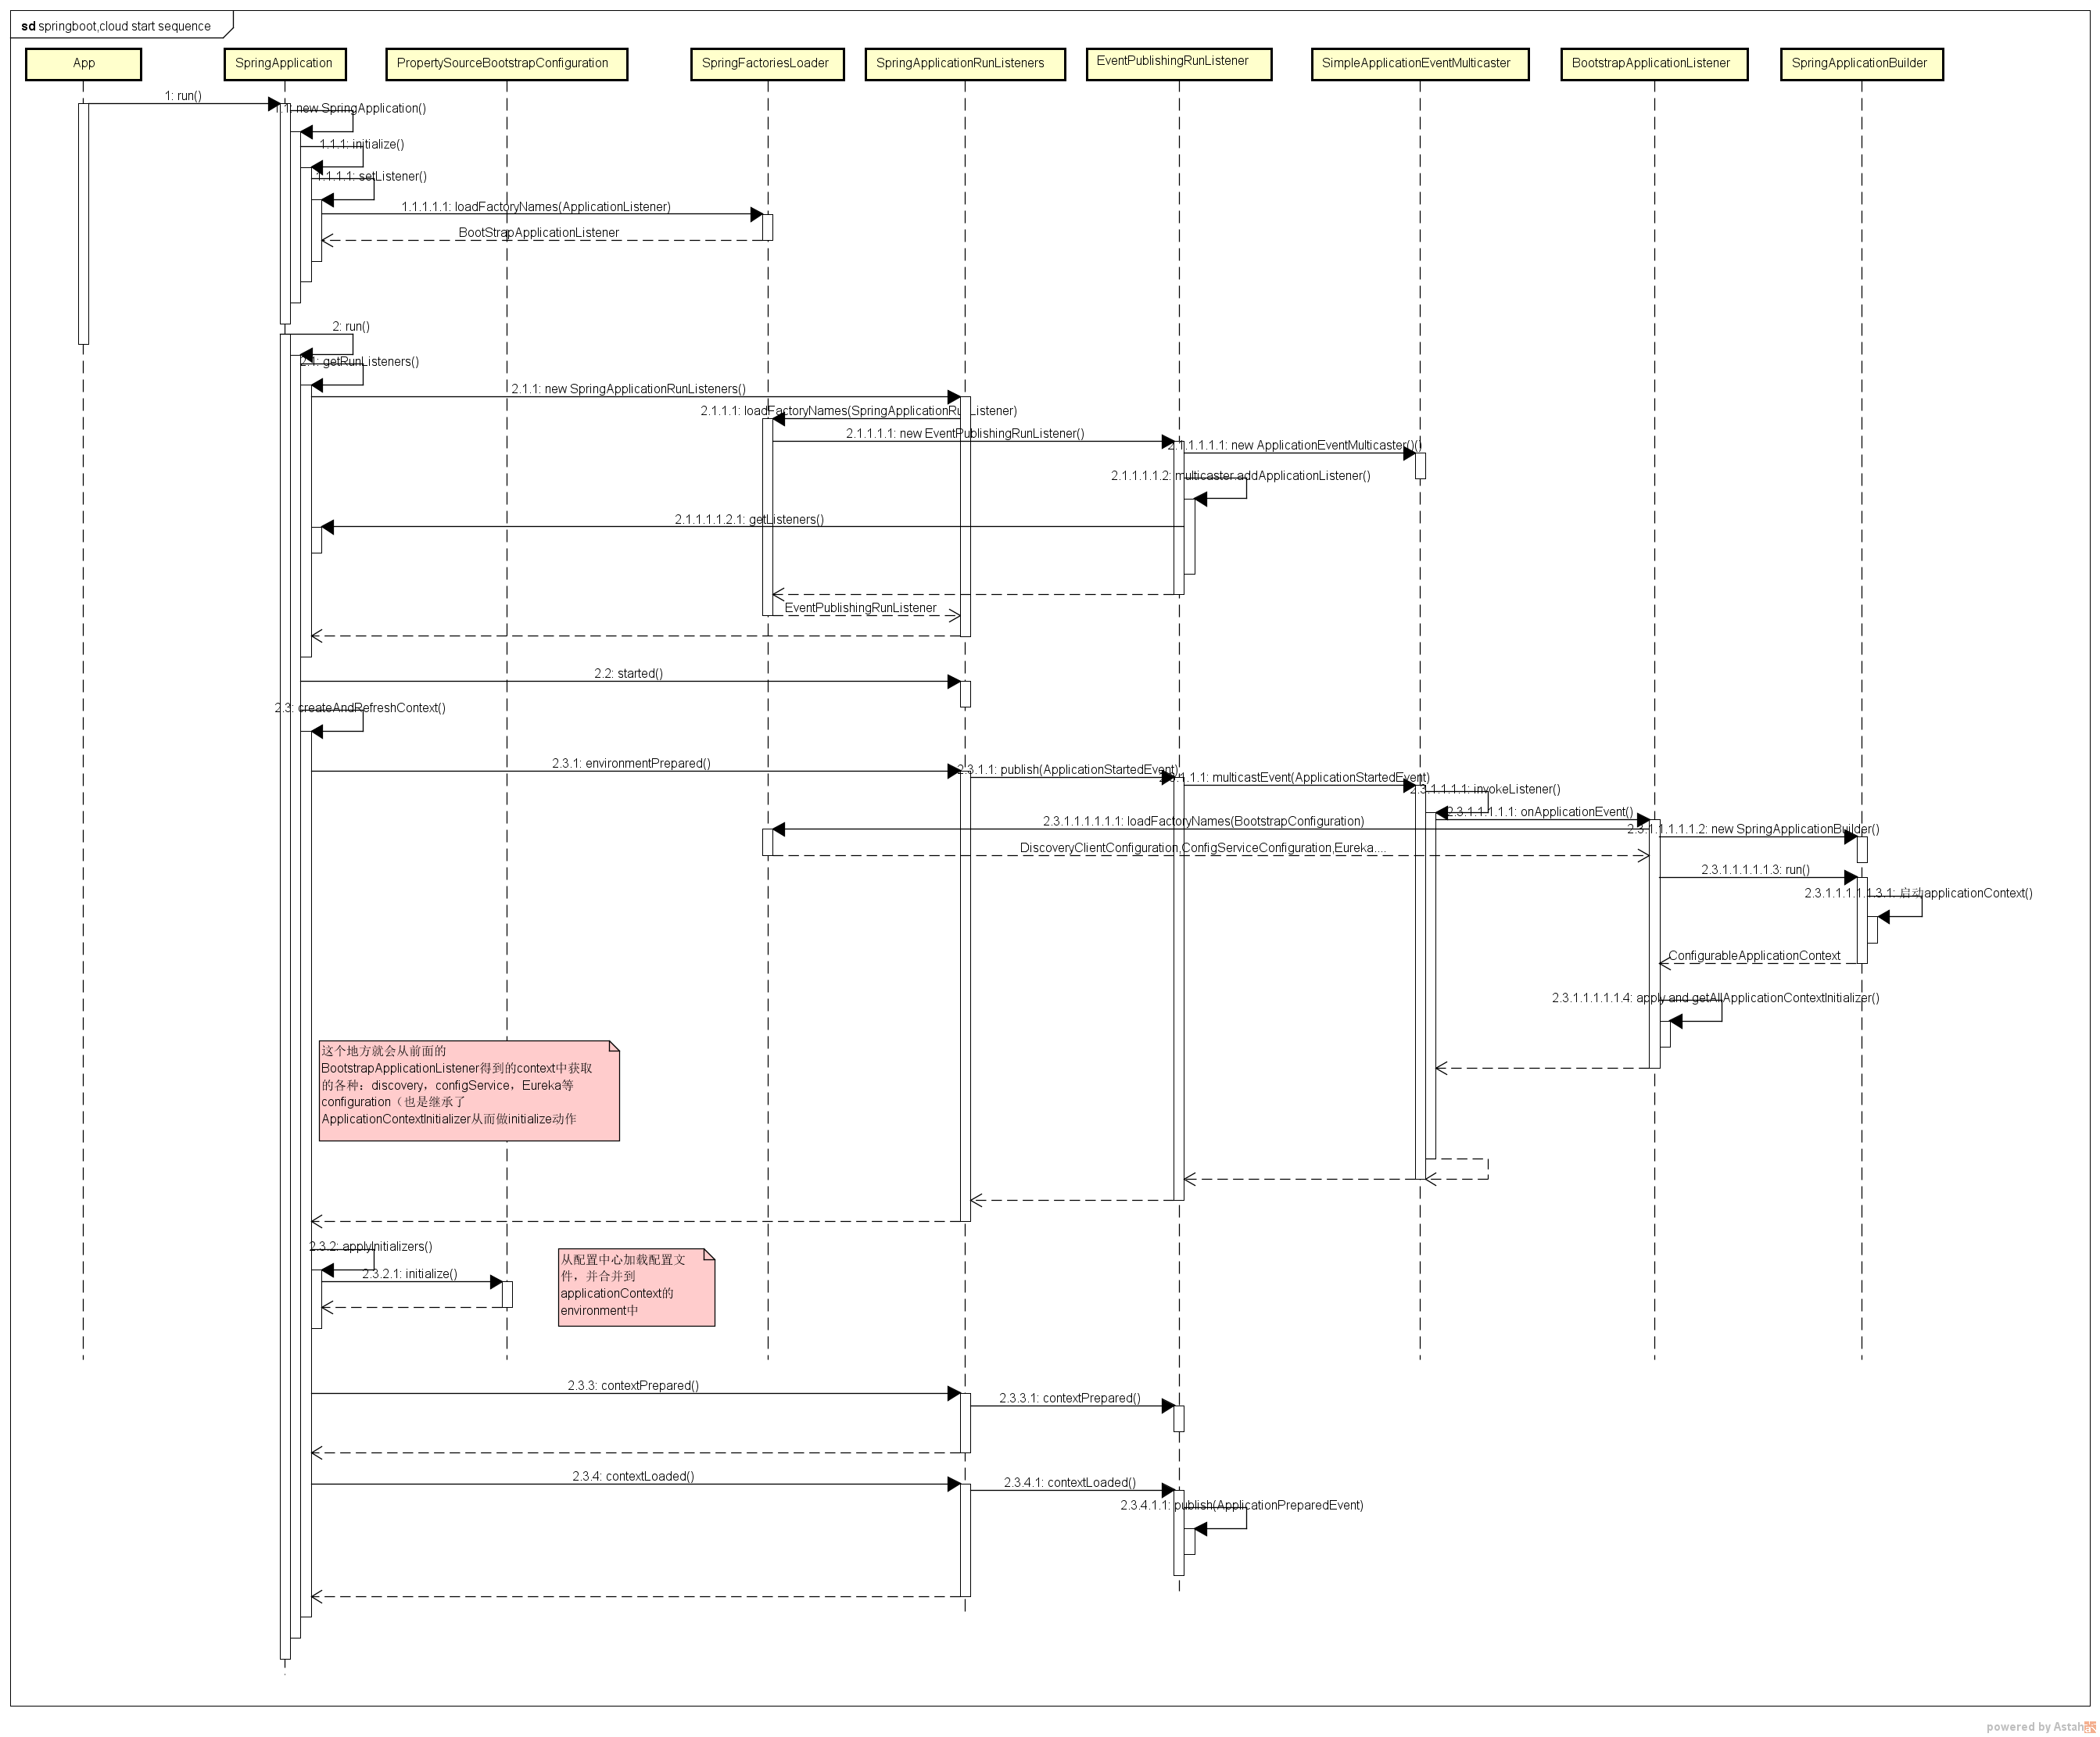 sd springboot,cloud start sequence
App
SpringApplication
PropertySourceBootstrapConfiguration
SpringFactoriesLoader
SpringApplicationRunListeners
EventPublishingRunListener
SimpleApplicationEventMulticaster
BootstrapApplicationListener
SpringApplicationBuilder
1: run()
1.1: new SpringApplication()
1.1.1: initialize()
1.1.1.1: setListener()
1.1.1.1.1: loadFactoryNames(ApplicationListener)
BootStrapApplicationListener
2: run()
2.1: getRunListeners()
2.1.1: new SpringApplicationRunListeners()
2.1.1.1: loadFactoryNames(SpringApplicationRunListener)
2.1.1.1.1: new EventPublishingRunListener()
2.1.1.1.1.1: new ApplicationEventMulticaster()()
2.1.1.1.1.2: multicaster.addApplicationListener()
2.1.1.1.1.2.1: getListeners()
EventPublishingRunListener
2.2: started()
2.3: createAndRefreshContext()
2.3.1: environmentPrepared()
2.3.1.1: publish(ApplicationStartedEvent)
2.3.1.1.1: multicastEvent(ApplicationStartedEvent)
2.3.1.1.1.1: invokeListener()
2.3.1.1.1.1.1: onApplicationEvent()
2.3.1.1.1.1.1.1: loadFactoryNames(BootstrapConfiguration)
2.3.1.1.1.1.1.2: new SpringApplicationBuilder()
DiscoveryClientConfiguration,ConfigServiceConfiguration,Eureka....
2.3.1.1.1.1.1.3: run()
2.3.1.1.1.1.1.3.1: 启动applicationContext()
ConfigurableApplicationContext
2.3.1.1.1.1.1.4: apply and getAllApplicationContextInitializer()
这个地方就会从前面的
BootstrapApplicationListener得到的context中获取
的各种：discovery，configService，Eureka等
configuration（也是继承了
ApplicationContextInitializer从而做initialize动作
2.3.2: applyInitializers()
2.3.2.1: initialize()
从配置中心加载配置文
件，并合并到
applicationContext的
environment中
2.3.3: contextPrepared()
2.3.3.1: contextPrepared()
2.3.4: contextLoaded()
2.3.4.1: contextLoaded()
2.3.4.1.1: publish(ApplicationPreparedEvent)
powered by Astah